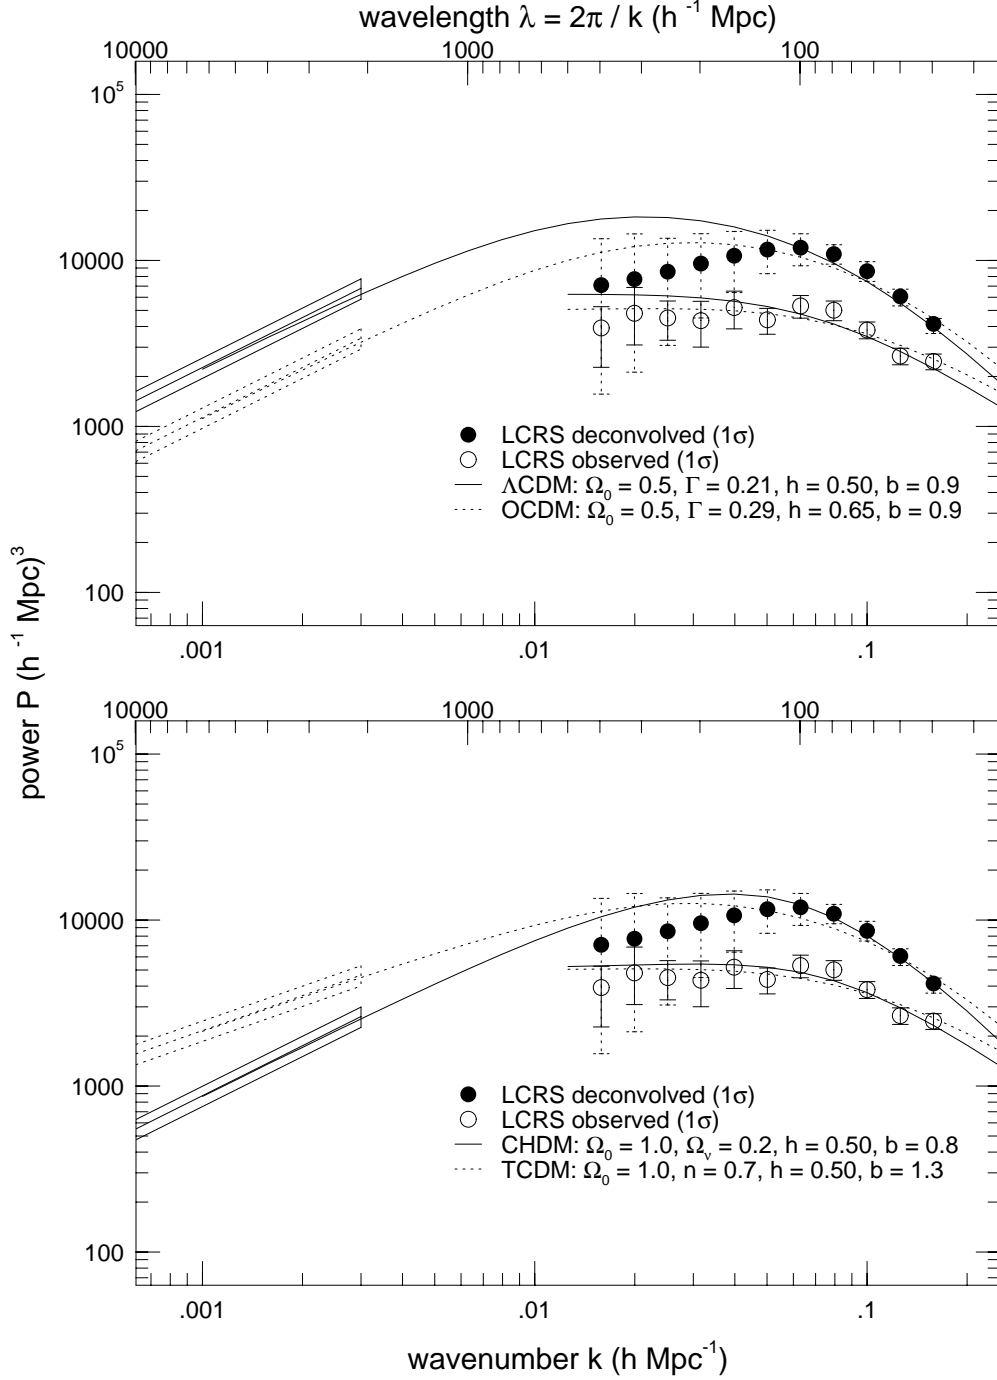 wavelength λ = 2π / k (h⁻¹ Mpc)
10000 1000 100
10⁵
10000
1000
100
LCRS deconvolved (1σ)
LCRS observed (1σ)
ΛCDM: Ω₀ = 0.5, Γ = 0.21, h = 0.50, b = 0.9
OCDM: Ω₀ = 0.5, Γ = 0.29, h = 0.65, b = 0.9
.001 .01 .1
power P (h⁻¹ Mpc)³
10000 1000 100
10⁵
10000
1000
100
LCRS deconvolved (1σ)
LCRS observed (1σ)
CHDM: Ω₀ = 1.0, Ωᵥ = 0.2, h = 0.50, b = 0.8
TCDM: Ω₀ = 1.0, n = 0.7, h = 0.50, b = 1.3
.001 .01 .1
wavenumber k (h Mpc⁻¹)